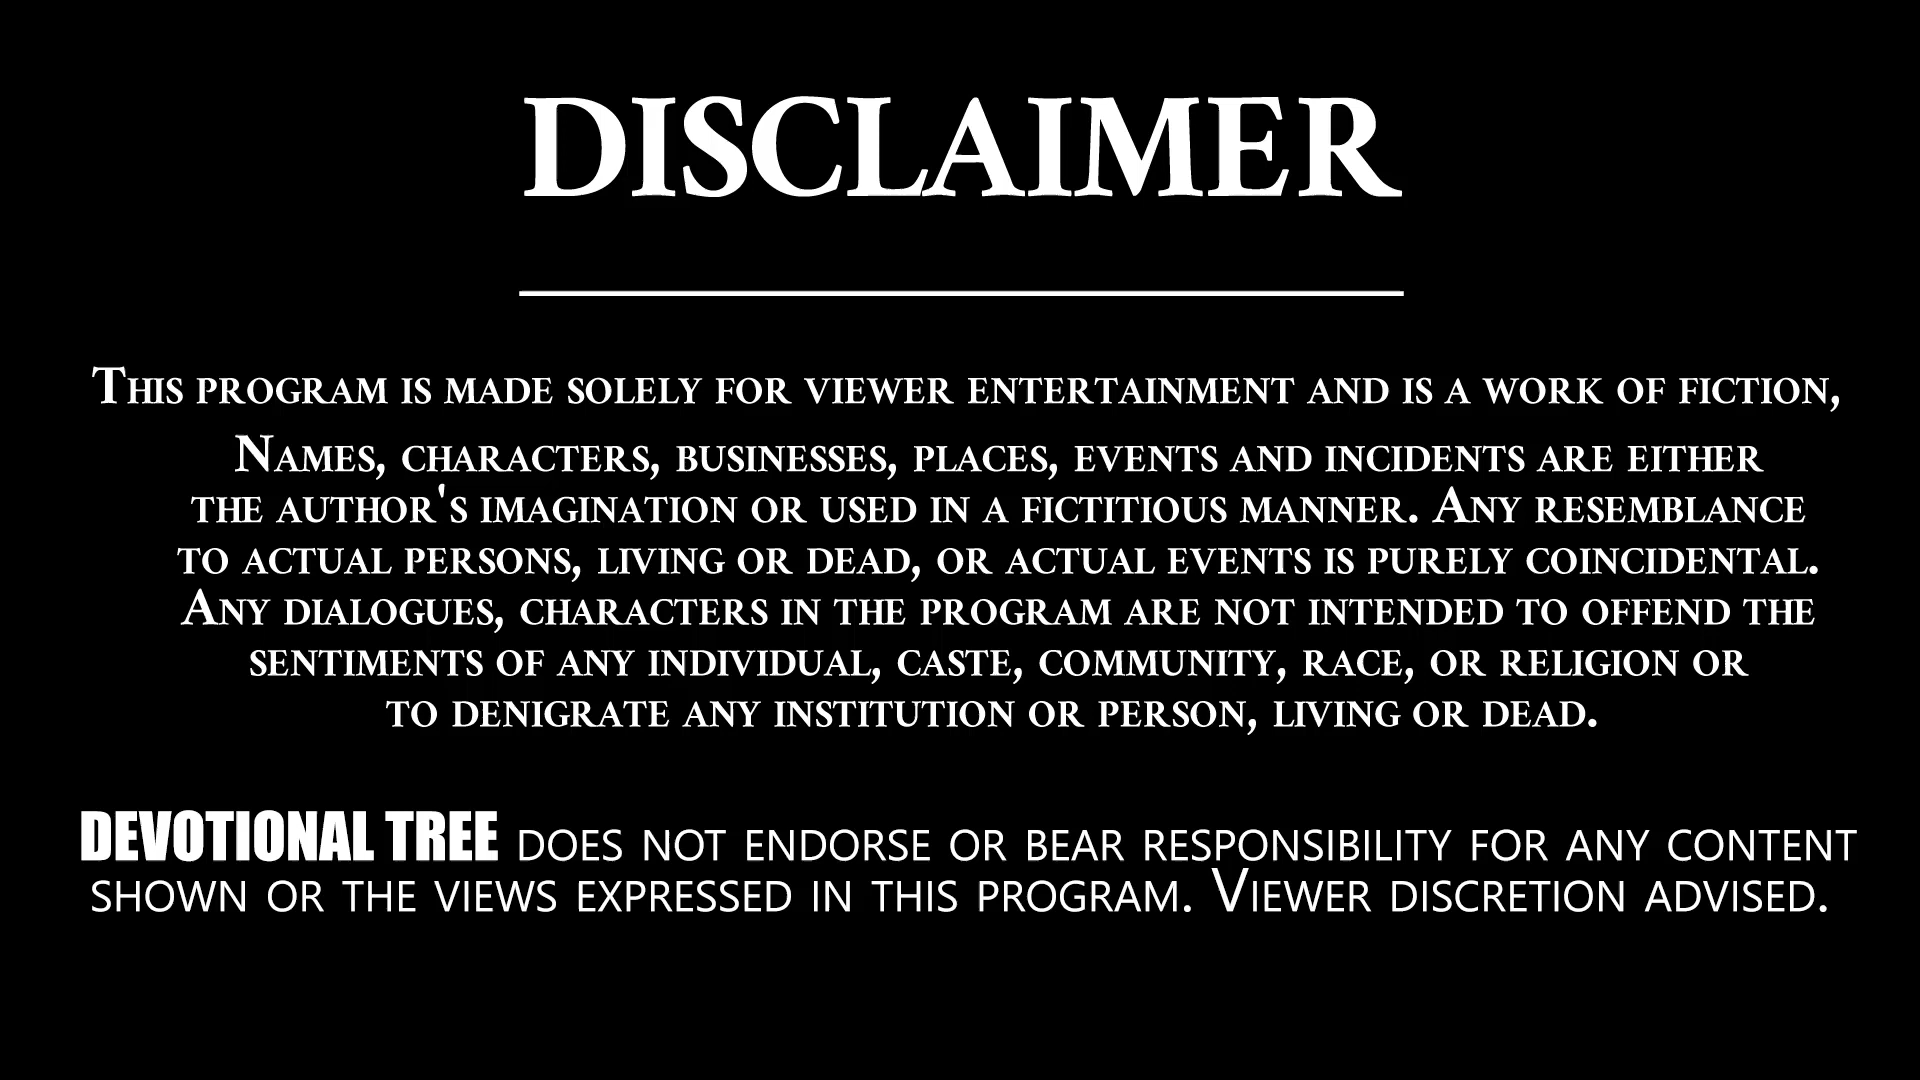 DISCLAIMER
This program is made solely for viewer entertainment and is a work of fiction,
Names, characters, businesses, places, events and incidents are either
the author's imagination or used in a fictitious manner. Any resemblance
to actual persons, living or dead, or actual events is purely coincidental.
Any dialogues, characters in the program are not intended to offend the
sentiments of any individual, caste, community, race, or religion or
to denigrate any institution or person, living or dead.
DEVOTIONAL TREE does not endorse or bear responsibility for any content
shown or the views expressed in this program. Viewer discretion advised.